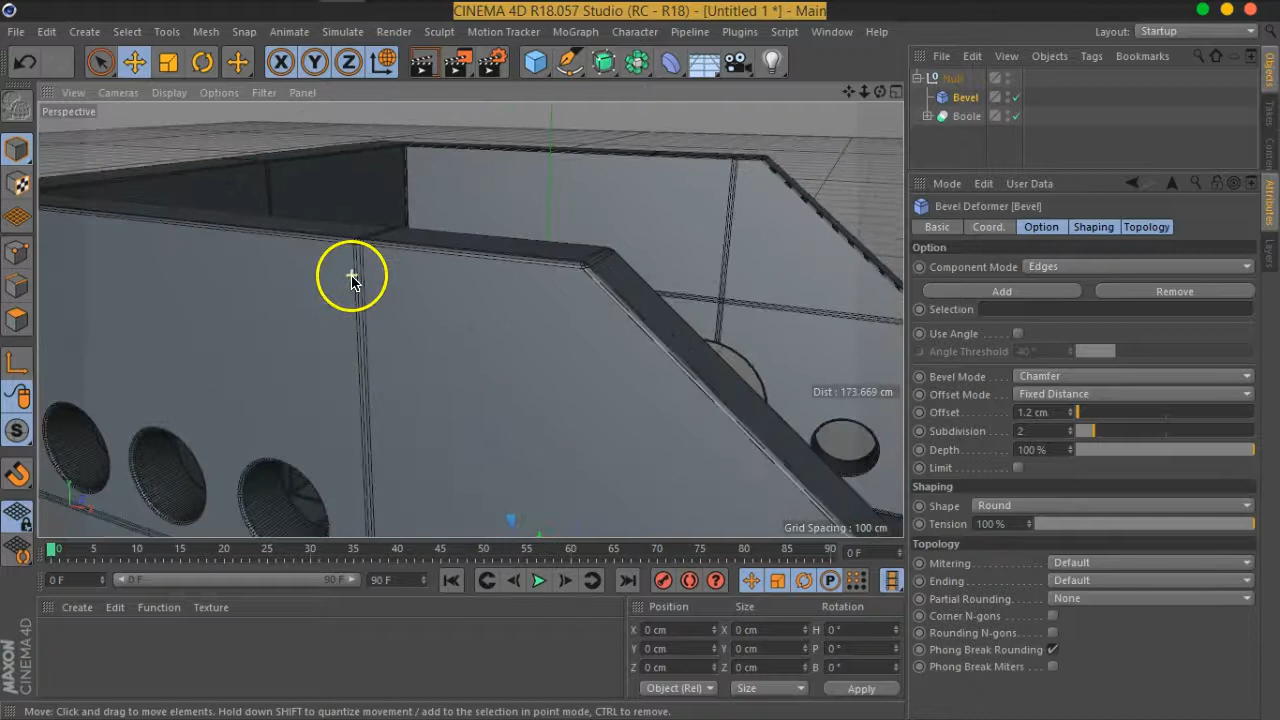 CINEMA 4D R18.057 Studio (RC - R18) - [Untitled 1 *] - Main
File Edit Create Select Tools Mesh Snap Animate Simulate Render Sculpt Motion Tracker MoGraph Character Pipeline Plugins Script Window Help Layout: Startup
File Edit View Objects Tags Bookmarks
Null
Bevel
Boole
View Cameras Display Options Filter Panel
Perspective
Dist : 173.669 cm
Grid Spacing : 100 cm
Mode Edit User Data
Bevel Deformer [Bevel]
Basic Coord. Option Shaping Topology
Option
Component Mode Edges
Add Remove
Selection
Use Angle
Angle Threshold 40 °
Bevel Mode Chamfer
Offset Mode Fixed Distance
Offset 1.2 cm
Subdivision 2
Depth 100 %
Limit
Shaping
Shape Round
Tension 100 %
Topology
Mitering Default
Ending Default
Partial Rounding None
Corner N-gons
Rounding N-gons
Phong Break Rounding
Phong Break Miters
Objects
Takes
Attributes
Layers
0 5 10 15 20 25 30 35 40 45 50 55 60 65 70 75 80 85 90 0 F
0 F 0 F 90 F 90 F
Create Edit Function Texture
Position Size Rotation
X 0 cm X 0 cm H 0 °
Y 0 cm Y 0 cm P 0 °
Z 0 cm Z 0 cm B 0 °
Object (Rel) Size Apply
MAXON CINEMA 4D
Move: Click and drag to move elements. Hold down SHIFT to quantize movement / add to the selection in point mode, CTRL to remove.